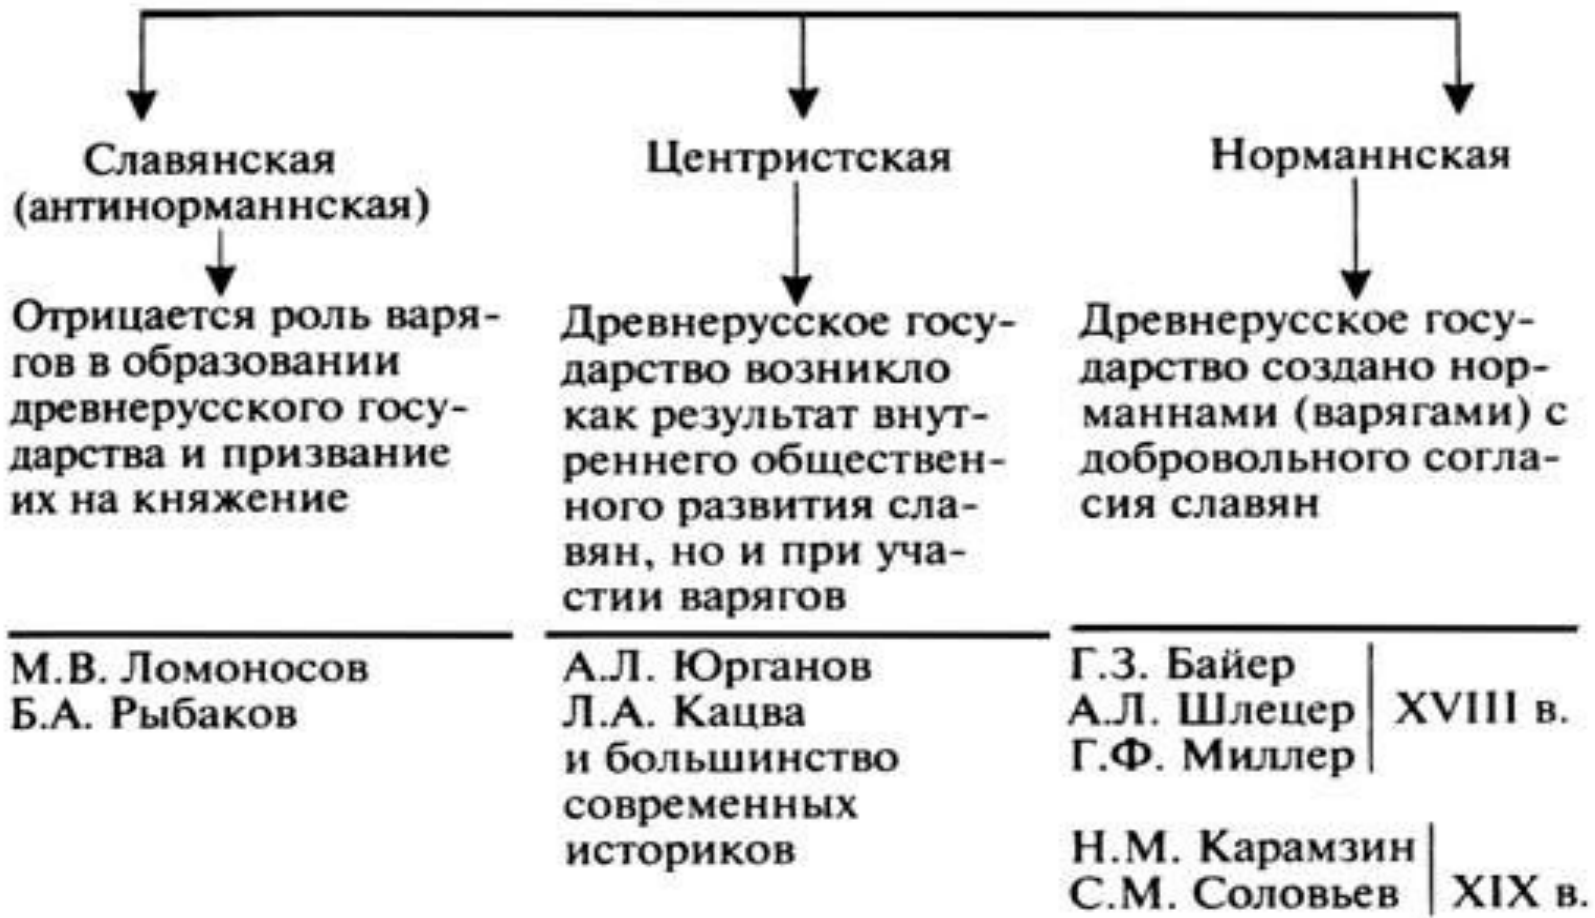 Славянская
(антинорманнская)
Отрицается роль варя-
гов в образовании
древнерусского госу-
дарства и призвание
их на княжение
М.В. Ломоносов
Б.А. Рыбаков
Центристская
Древнерусское госу-
дарство возникло
как результат внут-
реннего обществен-
ного развития сла-
вян, но и при уча-
стии варягов
А.Л. Юрганов
Л.А. Кацва
и большинство
современных
историков
Норманнская
Древнерусское госу-
дарство создано нор-
маннами (варягами) с
добровольного согла-
сия славян
Г.З. Байер
А.Л. Шлецер
Г.Ф. Миллер
XVIII в.
Н.М. Карамзин
С.М. Соловьев
XIX в.